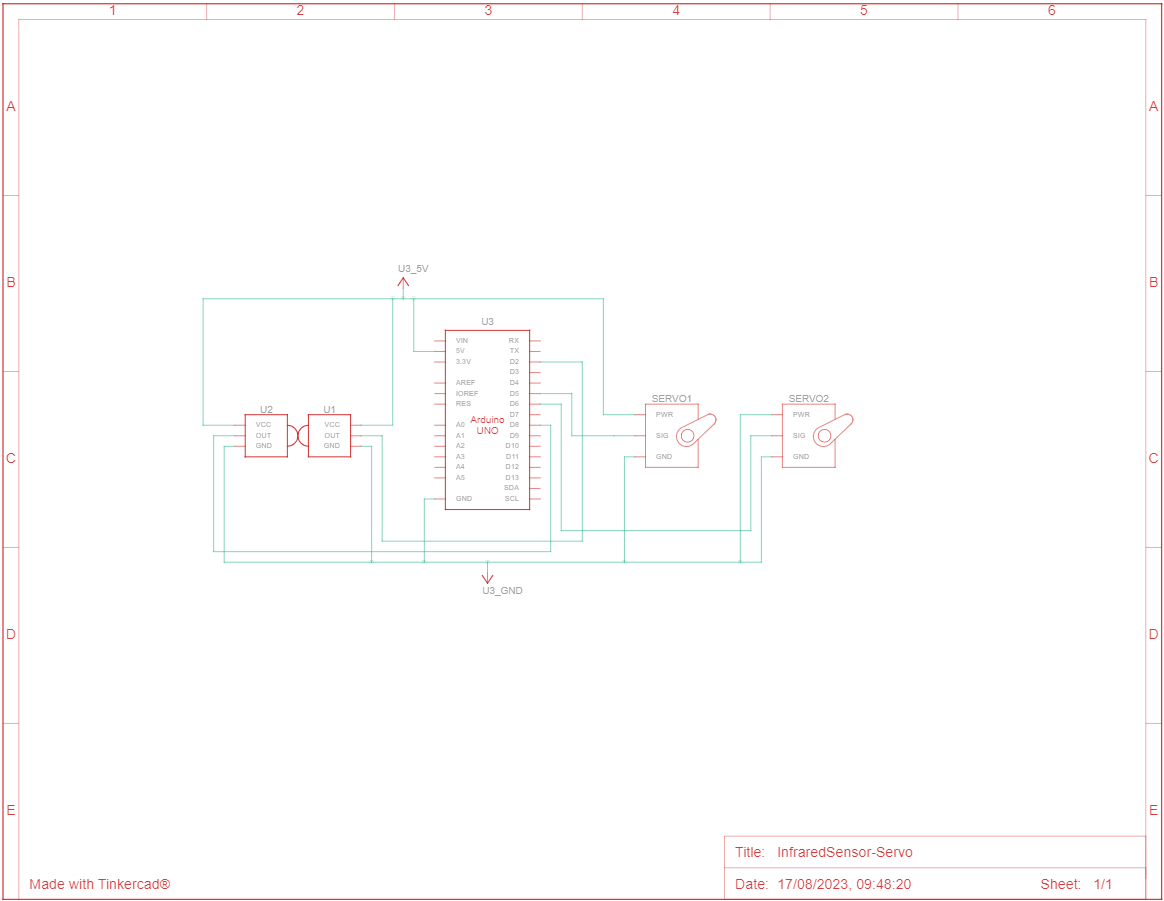 1 2 3 4 5 6
A A
U3_5V
B B
U3
VIN RX
5V TX
3.3V D2
D3
AREF D4
IOREF D5
RES D6
D7
A0 D8
A1 D9
A2 D10
A3 D11
A4 D12
A5 D13
SDA
GND SCL
Arduino
UNO
U2 U1
VCC VCC
OUT OUT
GND GND
SERVO1 SERVO2
PWR PWR
SIG SIG
GND GND
C C
U3_GND
D D
E E
Title: InfraredSensor-Servo
Made with Tinkercad®
Date: 17/08/2023, 09:48:20 Sheet: 1/1